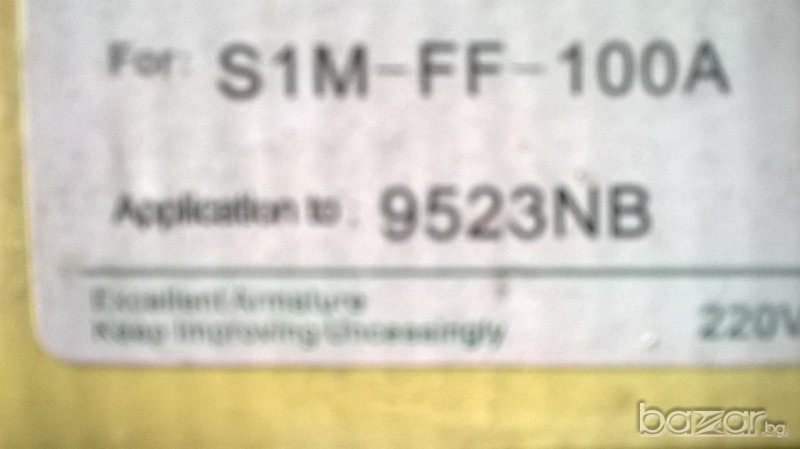 For: S1M-FF-100A
Application to: 9523NB
Excellent Armature
Keep Improving Unceasingly
220V
bazar.bg